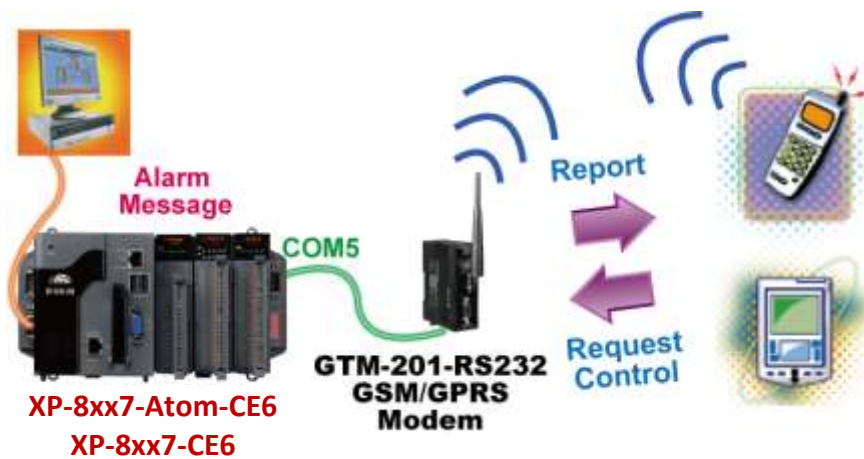 Alarm
Message
COM5
Report
Request
Control
GTM-201-RS232
GSM/GPRS
Modem
XP-8xx7-Atom-CE6
XP-8xx7-CE6